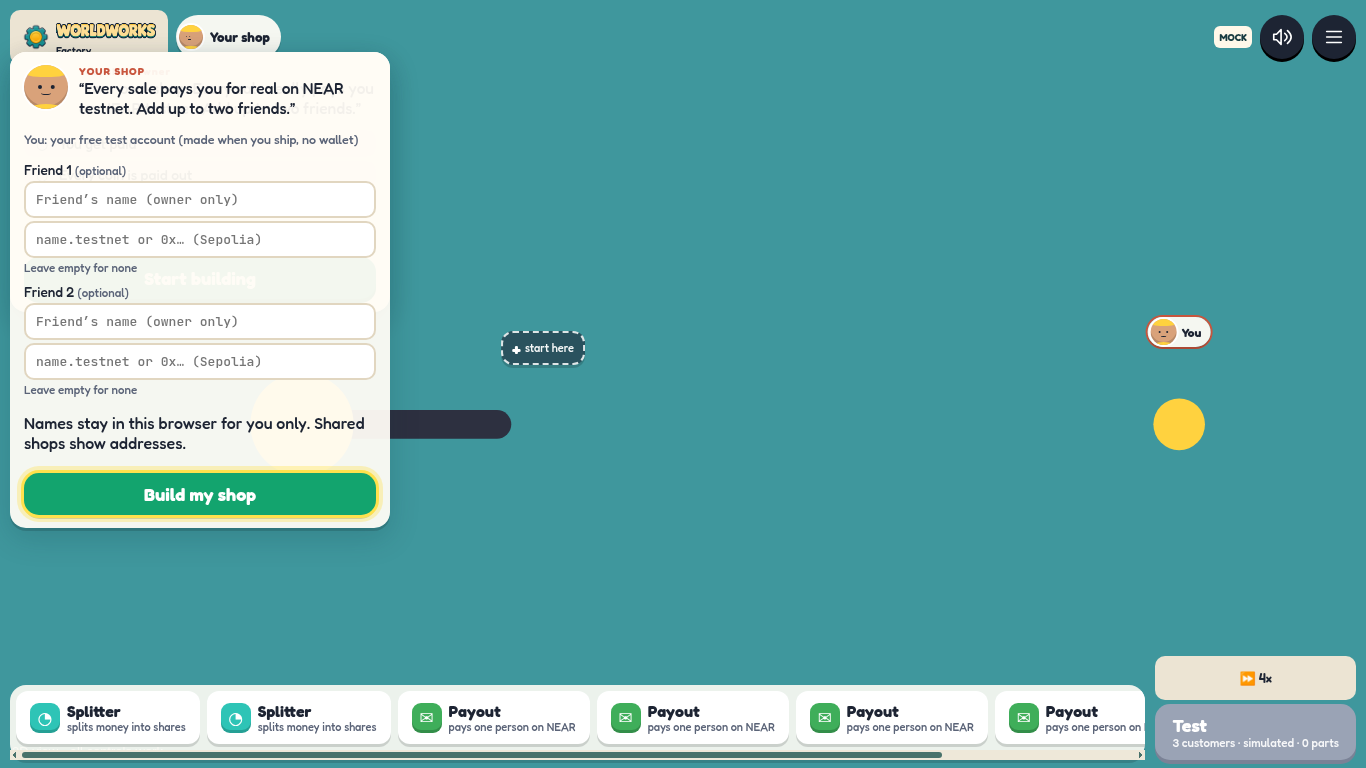 WORLDWORKS
Factory
Your shop
MOCK
YOUR SHOP
“Every sale pays you for real on NEAR
testnet. Add up to two friends.”
You: your free test account (made when you ship, no wallet)
Friend 1 (optional)
Friend’s name (owner only)
name.testnet or 0x… (Sepolia)
Leave empty for none
Start building
Friend 2 (optional)
Friend’s name (owner only)
name.testnet or 0x… (Sepolia)
Leave empty for none
Names stay in this browser for you only. Shared
shops show addresses.
Build my shop
+ start here
You
Splitter
splits money into shares
Splitter
splits money into shares
Payout
pays one person on NEAR
Payout
pays one person on NEAR
Payout
pays one person on NEAR
Payout
pays one person on
⏩ 4x
Test
3 customers · simulated · 0 parts